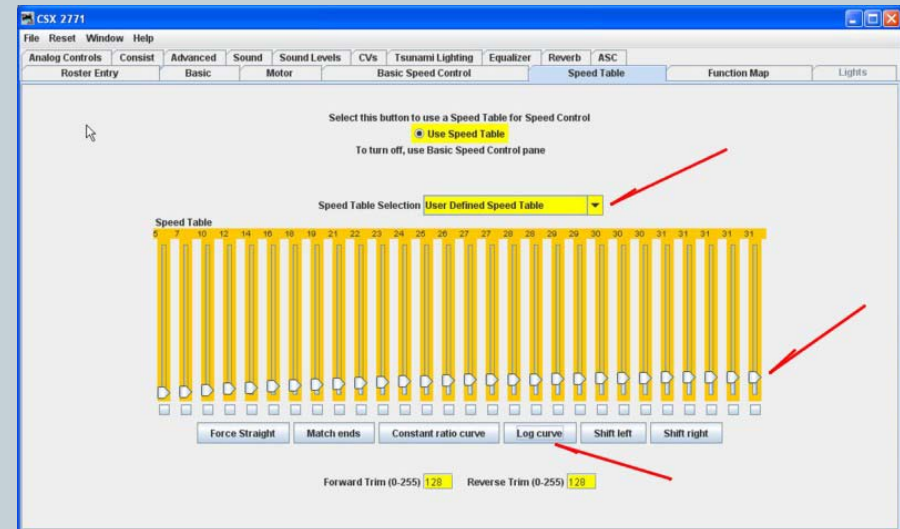 CSX 2771
File Reset Window Help
Analog Controls Consist Advanced Sound Sound Levels CVs Tsunami Lighting Equalizer Reverb ASC
Roster Entry Basic Motor Basic Speed Control Speed Table Function Map Lights
Select this button to use a Speed Table for Speed Control
Use Speed Table
To turn off, use Basic Speed Control pane
Speed Table Selection User Defined Speed Table
Speed Table
5 7 10 12 14 16 18 19 21 22 23 24 25 26 27 27 28 28 29 29 30 30 30 31 31 31 31 31
Force Straight Match ends Constant ratio curve Log curve Shift left Shift right
Forward Trim (0-255) 128 Reverse Trim (0-255) 128